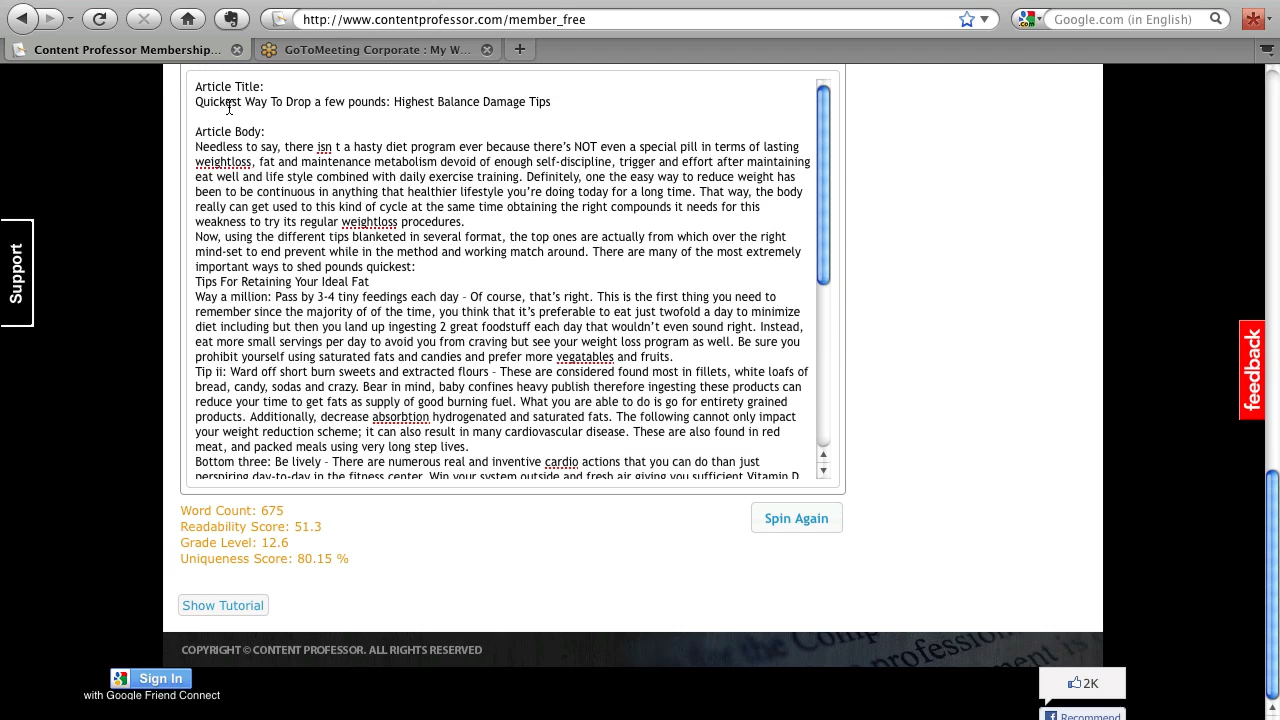 http://www.contentprofessor.com/member_free
Google.com (in English)
Content Professor Membership...
GoToMeeting Corporate : My W...
Article Title:
Quickest Way To Drop a few pounds: Highest Balance Damage Tips
Article Body:
Needless to say, there isn t a hasty diet program ever because there's NOT even a special pill in terms of lasting
weightloss, fat and maintenance metabolism devoid of enough self-discipline, trigger and effort after maintaining
eat well and life style combined with daily exercise training. Definitely, one the easy way to reduce weight has
been to be continuous in anything that healthier lifestyle you're doing today for a long time. That way, the body
really can get used to this kind of cycle at the same time obtaining the right compounds it needs for this
weakness to try its regular weightloss procedures.
Now, using the different tips blanketed in several format, the top ones are actually from which over the right
mind-set to end prevent while in the method and working match around. There are many of the most extremely
important ways to shed pounds quickest:
Tips For Retaining Your Ideal Fat
Way a million: Pass by 3-4 tiny feedings each day - Of course, that's right. This is the first thing you need to
remember since the majority of of the time, you think that it's preferable to eat just twofold a day to minimize
diet including but then you land up ingesting 2 great foodstuff each day that wouldn't even sound right. Instead,
eat more small servings per day to avoid you from craving but see your weight loss program as well. Be sure you
prohibit yourself using saturated fats and candies and prefer more vegatables and fruits.
Tip ii: Ward off short burn sweets and extracted flours - These are considered found most in fillets, white loafs of
bread, candy, sodas and crazy. Bear in mind, baby confines heavy publish therefore ingesting these products can
reduce your time to get fats as supply of good burning fuel. What you are able to do is go for entirety grained
products. Additionally, decrease absorbtion hydrogenated and saturated fats. The following cannot only impact
your weight reduction scheme; it can also result in many cardiovascular disease. These are also found in red
meat, and packed meals using very long step lives.
Bottom three: Be lively - There are numerous real and inventive cardio actions that you can do than just
perspiring day-to-day in the fitness center. Win your system outside and fresh air giving you sufficient Vitamin D
Support
feedback
Word Count: 675
Readability Score: 51.3
Grade Level: 12.6
Uniqueness Score: 80.15 %
Spin Again
Show Tutorial
COPYRIGHT © CONTENT PROFESSOR. ALL RIGHTS RESERVED
Sign In
with Google Friend Connect
2K
Recommend